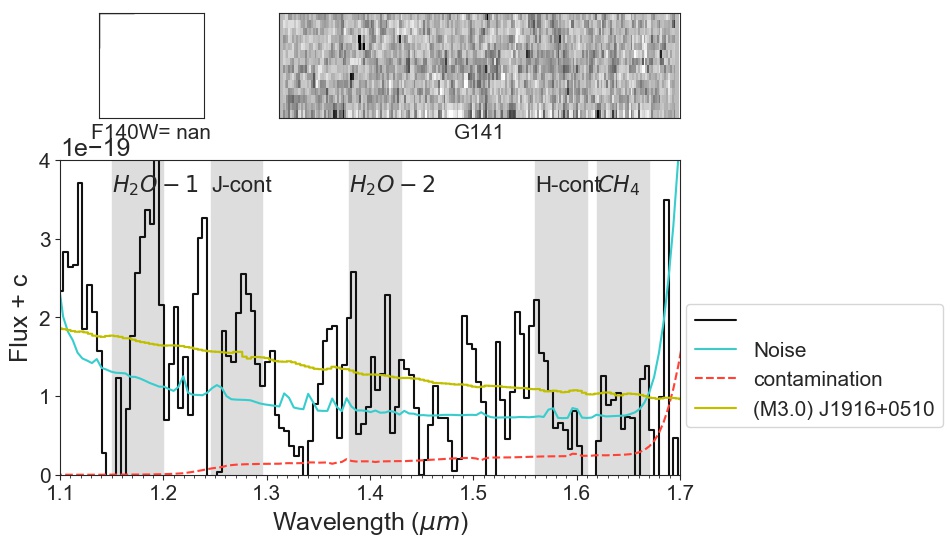 F140W= nan
G141
1e−19
H₂O − 1
J-cont
H₂O − 2
H-cont
CH₄
4
3
2
1
0
Flux + c
1.1 1.2 1.3 1.4 1.5 1.6 1.7
Wavelength (μm)
Noise
contamination
(M3.0) J1916+0510